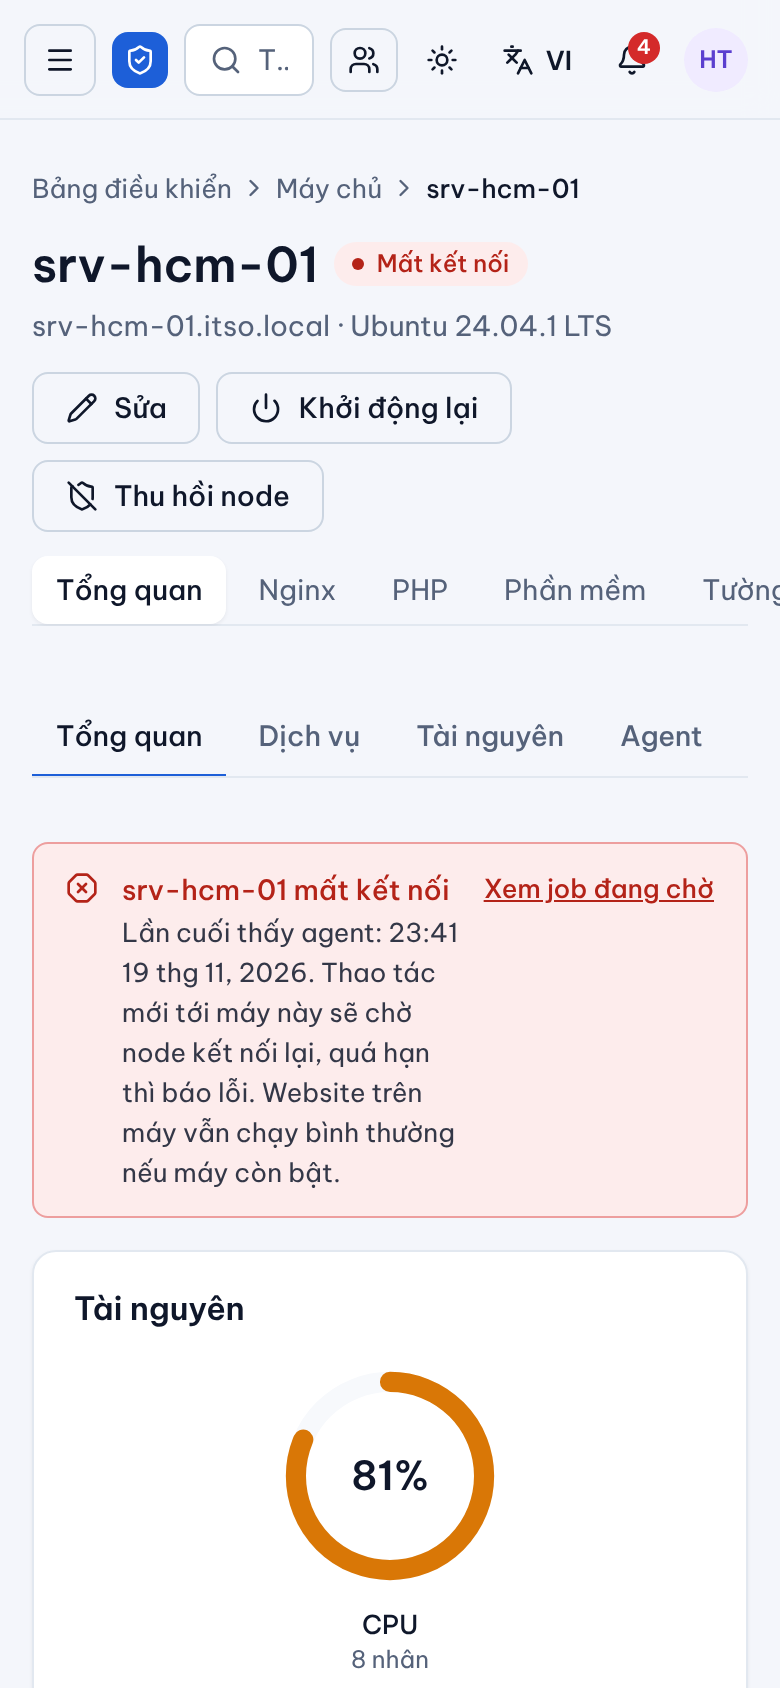 T..
VI
4
HT
Bảng điều khiển > Máy chủ > srv-hcm-01
srv-hcm-01
Mất kết nối
srv-hcm-01.itso.local · Ubuntu 24.04.1 LTS
Sửa
Khởi động lại
Thu hồi node
Tổng quan Nginx PHP Phần mềm Tường
Tổng quan Dịch vụ Tài nguyên Agent
srv-hcm-01 mất kết nối
Xem job đang chờ
Lần cuối thấy agent: 23:41
19 thg 11, 2026. Thao tác
mới tới máy này sẽ chờ
node kết nối lại, quá hạn
thì báo lỗi. Website trên
máy vẫn chạy bình thường
nếu máy còn bật.
Tài nguyên
81%
CPU
8 nhân